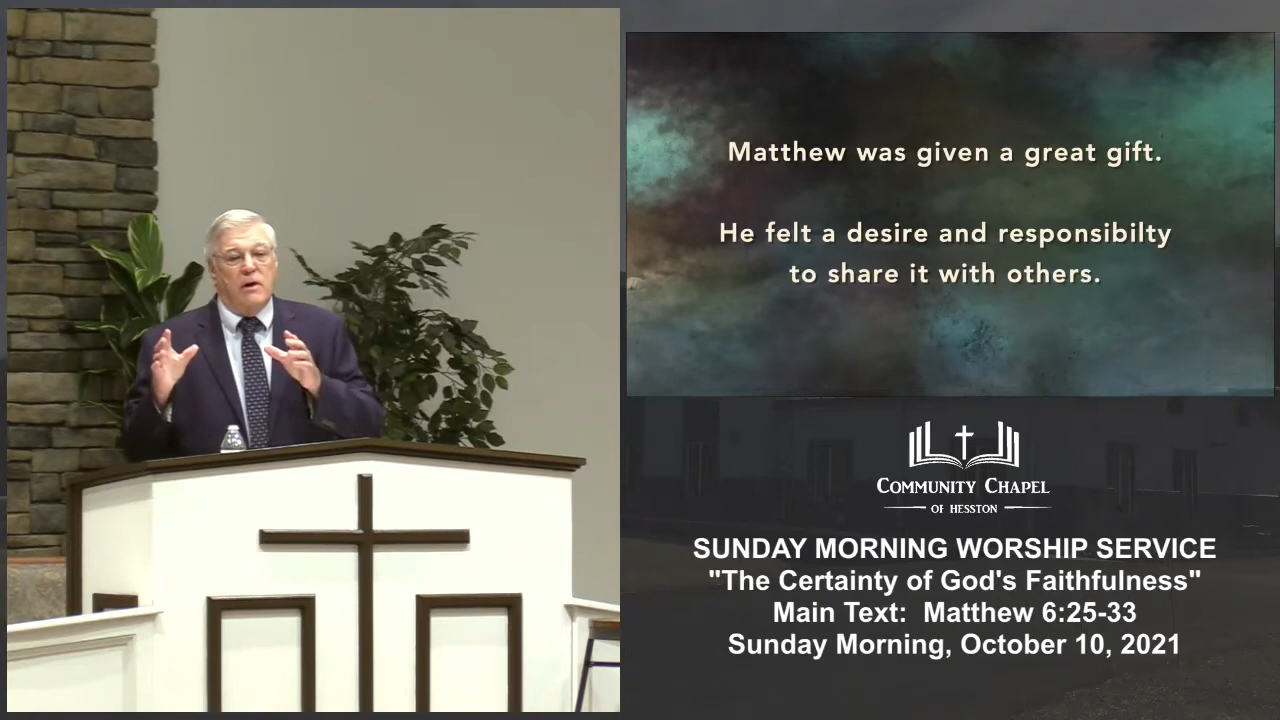 Matthew was given a great gift.
He felt a desire and responsibilty
to share it with others.
COMMUNITY CHAPEL
OF HESSTON
SUNDAY MORNING WORSHIP SERVICE
"The Certainty of God's Faithfulness"
Main Text:  Matthew 6:25-33
Sunday Morning, October 10, 2021